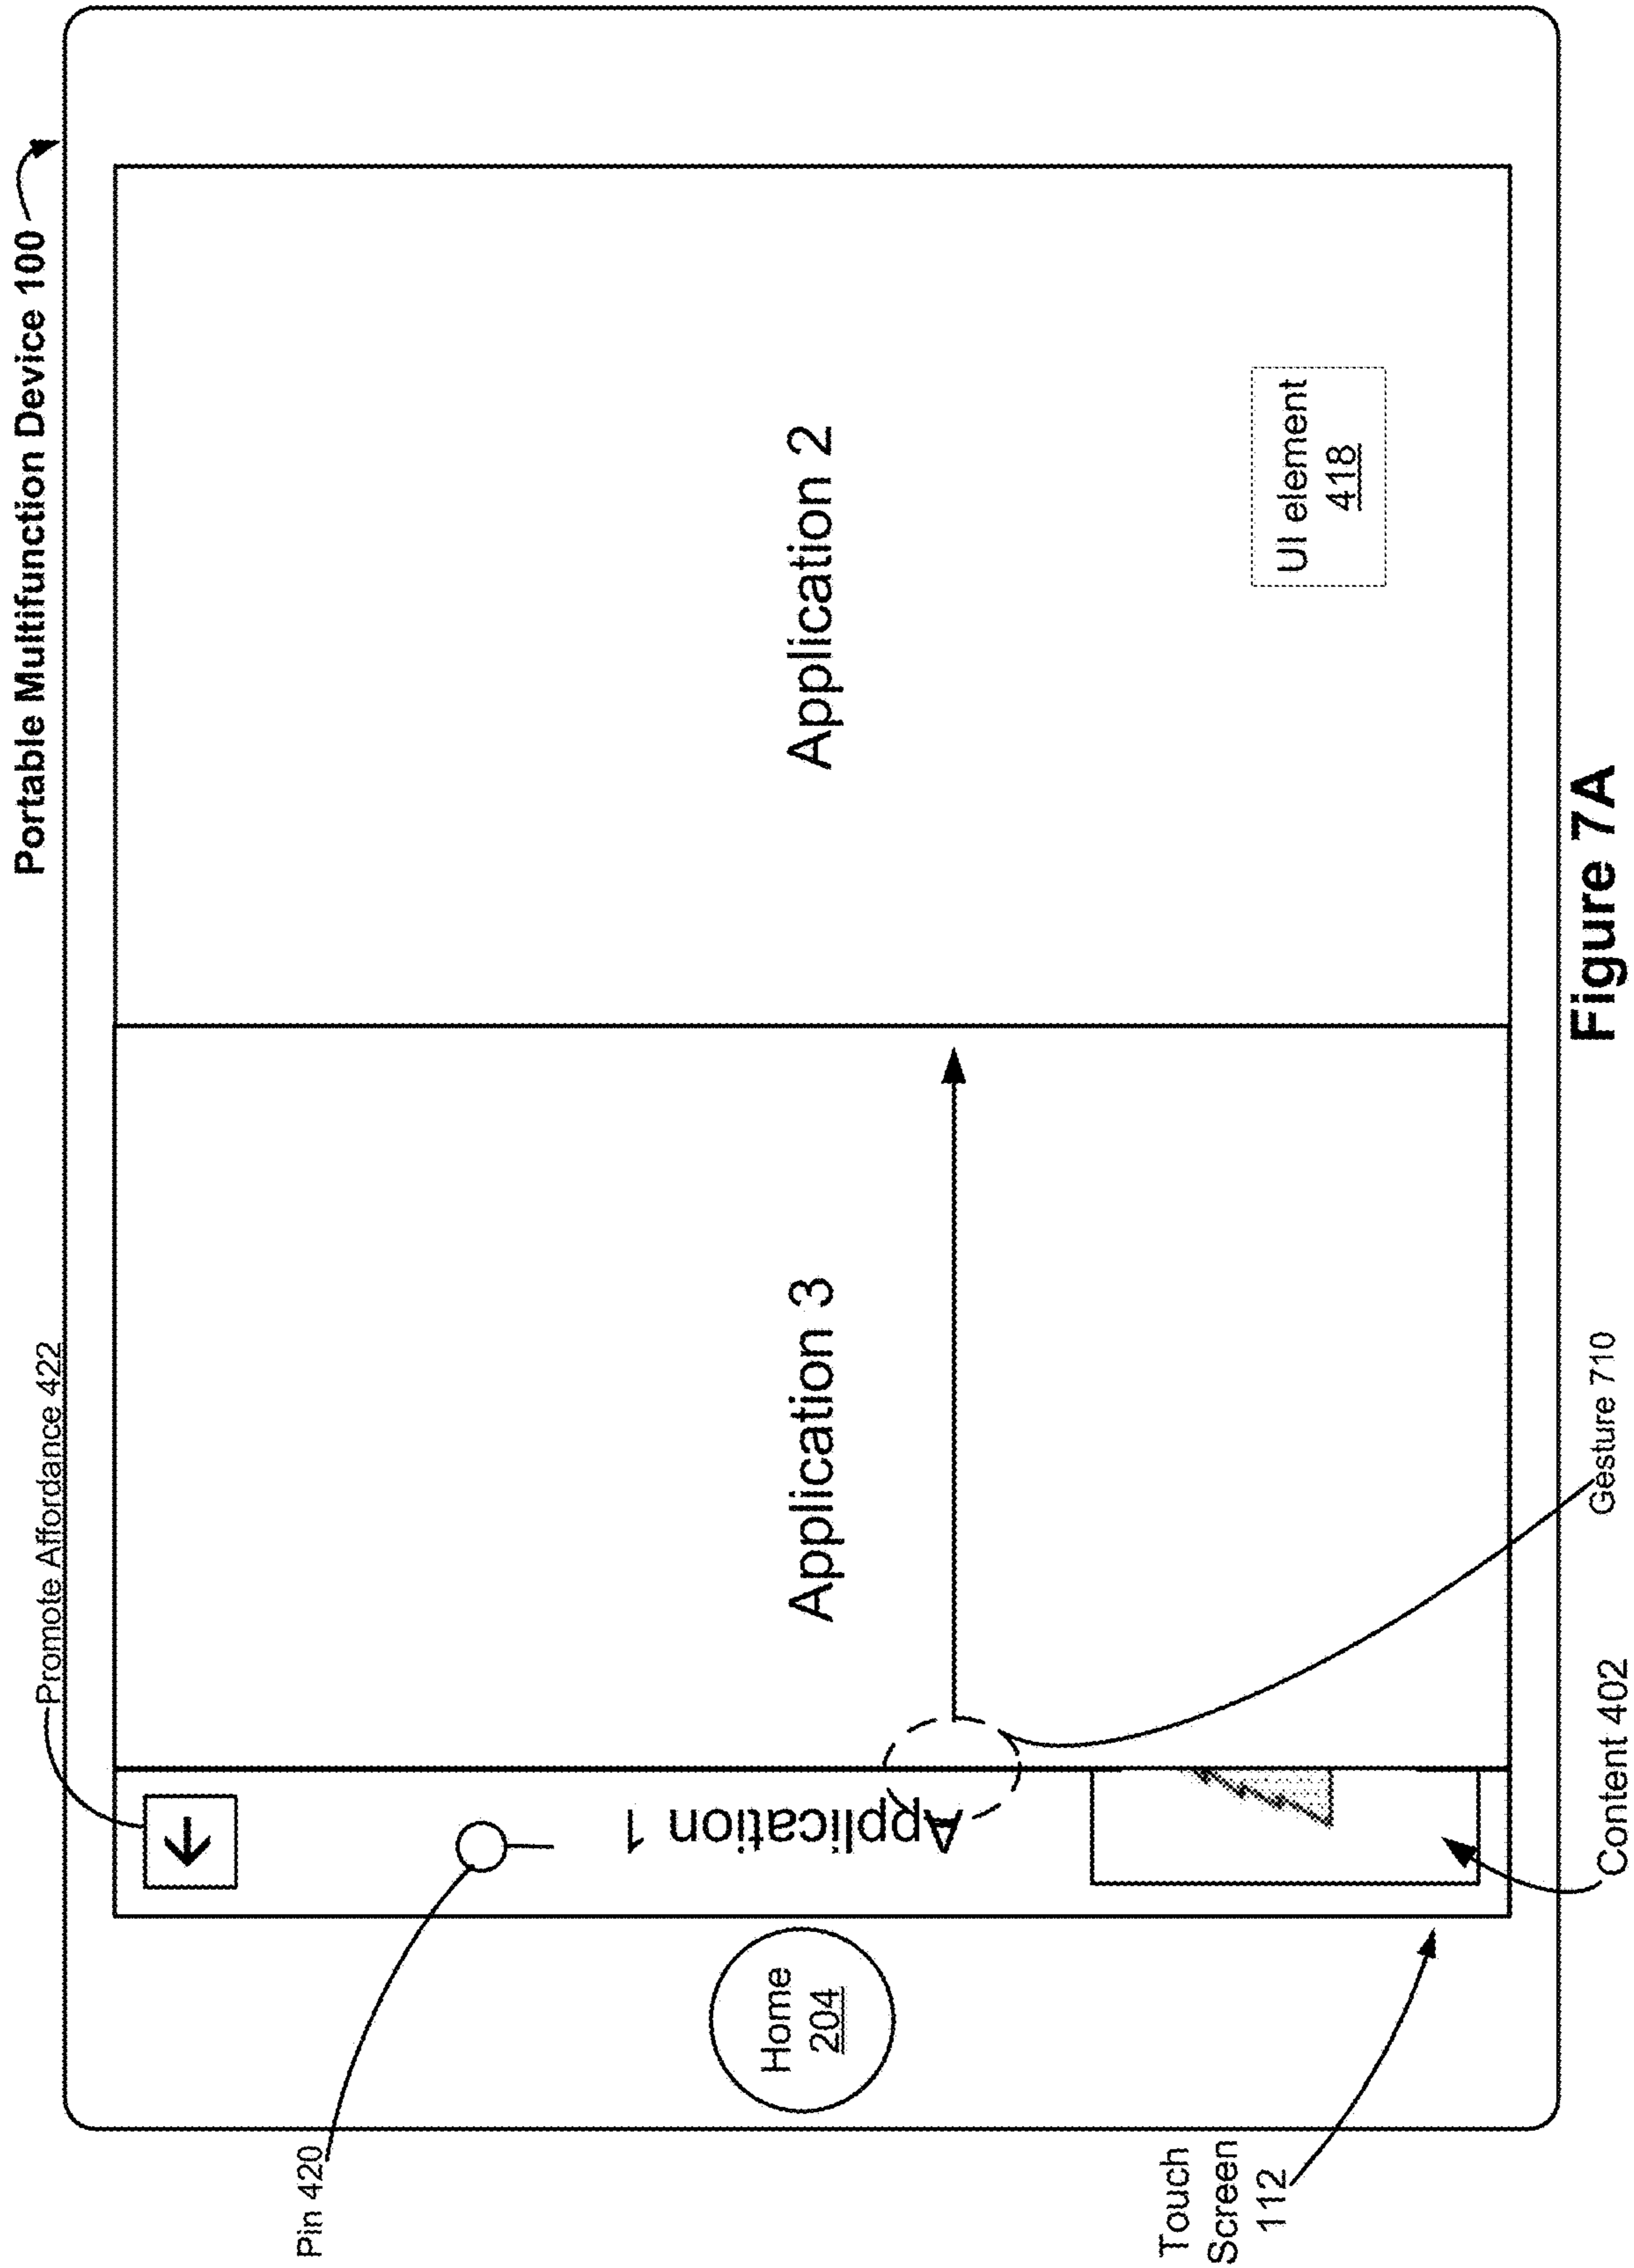 Portable Multifunction Device 100
Promote Affordance 422
Pin 420
Application 1
Application 3
Application 2
UI element
418
Home
204
Touch
Screen
112
Content 402
Gesture 710
Figure 7A